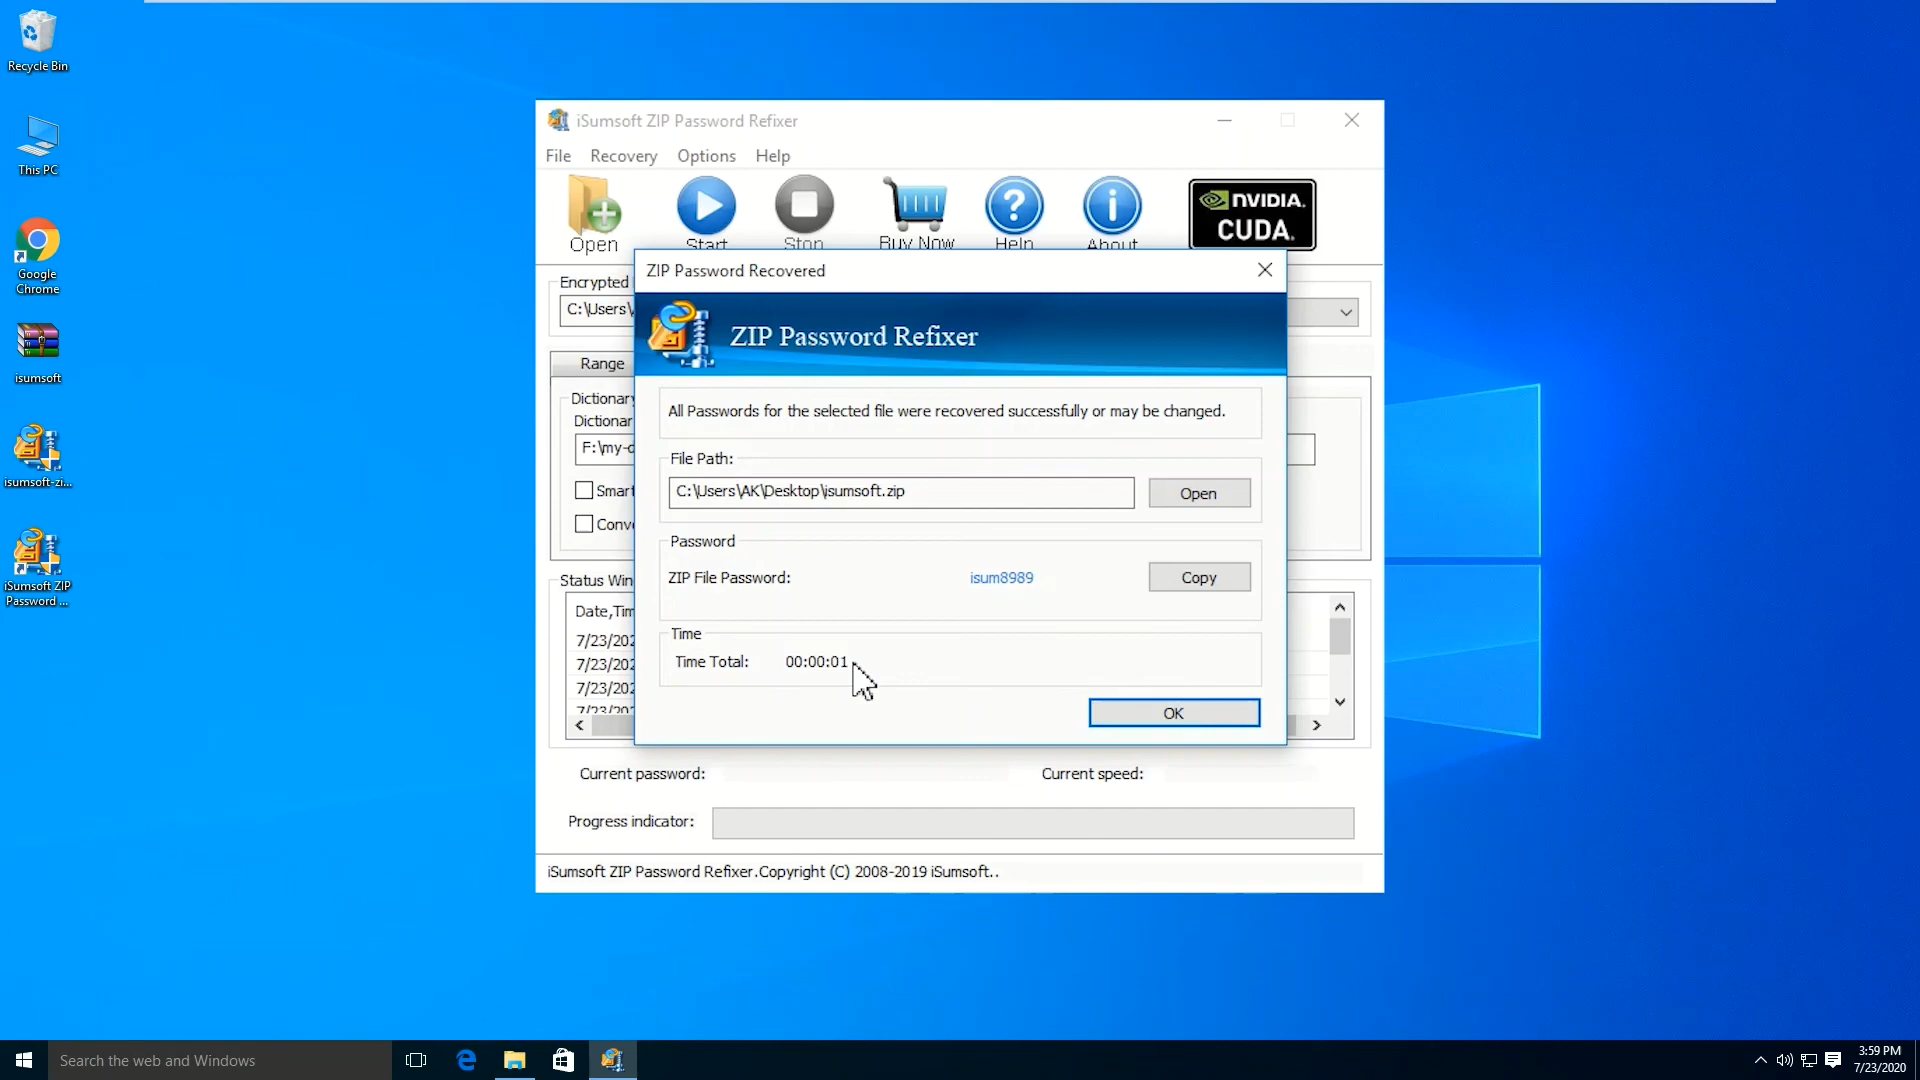 Recycle Bin
This PC
Google
Chrome
isumsoft
isumsoft-zi...
iSumsoft ZIP
Password ...
iSumsoft ZIP Password Refixer
File Recovery Options Help
Open Start Stop Buy Now Help About
NVIDIA.
CUDA.
Encrypted
C:\Users\
Range
Dictionary
Dictionar
F:\my-d
Smart
Conve
Status Win
Date,Tim
7/23/202
7/23/202
7/23/202
7/23/202
ZIP Password Recovered
ZIP Password Refixer
All Passwords for the selected file were recovered successfully or may be changed.
File Path:
C:\Users\AK\Desktop\isumsoft.zip
Open
Password
ZIP File Password: isum8989
Copy
Time
Time Total: 00:00:01
OK
Current password: Current speed:
Progress indicator:
iSumsoft ZIP Password Refixer.Copyright (C) 2008-2019 iSumsoft..
Search the web and Windows
3:59 PM
7/23/2020